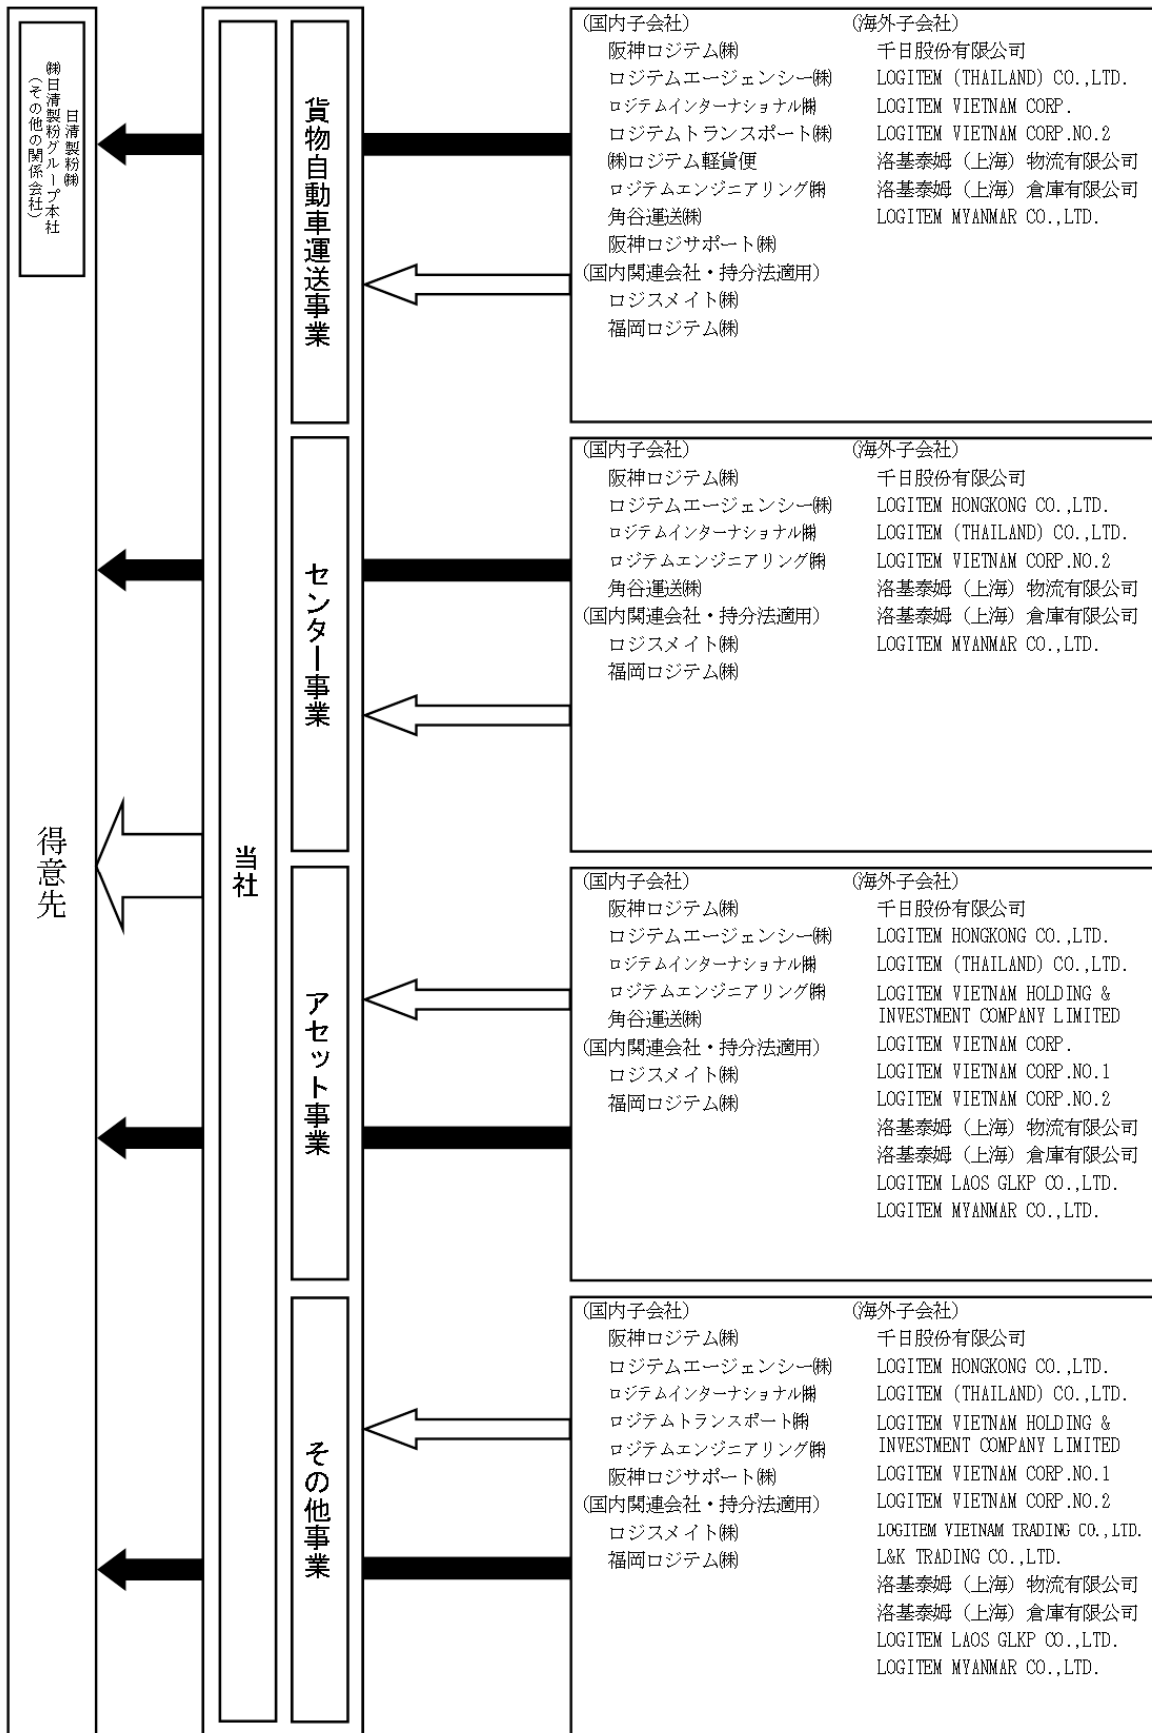 日清製粉㈱
㈱日清製粉グループ本社
(その他の関係会社)
得意先
当社
貨物自動車運送事業
(国内子会社)
阪神ロジテム㈱
ロジテムエージェンシー㈱
ロジテムインターナショナル㈱
ロジテムトランスポート㈱
㈱ロジテム軽貨便
ロジテムエンジニアリング㈱
角谷運送㈱
阪神ロジサポート㈱
(国内関連会社・持分法適用)
ロジスメイト㈱
福岡ロジテム㈱
(海外子会社)
千日股份有限公司
LOGITEM (THAILAND) CO.,LTD.
LOGITEM VIETNAM CORP.
LOGITEM VIETNAM CORP.NO.2
洛基泰姆（上海）物流有限公司
洛基泰姆（上海）倉庫有限公司
LOGITEM MYANMAR CO.,LTD.
センター事業
(国内子会社)
阪神ロジテム㈱
ロジテムエージェンシー㈱
ロジテムインターナショナル㈱
ロジテムエンジニアリング㈱
角谷運送㈱
(国内関連会社・持分法適用)
ロジスメイト㈱
福岡ロジテム㈱
(海外子会社)
千日股份有限公司
LOGITEM HONGKONG CO.,LTD.
LOGITEM (THAILAND) CO.,LTD.
LOGITEM VIETNAM CORP.NO.2
洛基泰姆（上海）物流有限公司
洛基泰姆（上海）倉庫有限公司
LOGITEM MYANMAR CO.,LTD.
アセット事業
(国内子会社)
阪神ロジテム㈱
ロジテムエージェンシー㈱
ロジテムインターナショナル㈱
ロジテムエンジニアリング㈱
角谷運送㈱
(国内関連会社・持分法適用)
ロジスメイト㈱
福岡ロジテム㈱
(海外子会社)
千日股份有限公司
LOGITEM HONGKONG CO.,LTD.
LOGITEM (THAILAND) CO.,LTD.
LOGITEM VIETNAM HOLDING &
INVESTMENT COMPANY LIMITED
LOGITEM VIETNAM CORP.
LOGITEM VIETNAM CORP.NO.1
LOGITEM VIETNAM CORP.NO.2
洛基泰姆（上海）物流有限公司
洛基泰姆（上海）倉庫有限公司
LOGITEM LAOS GLKP CO.,LTD.
LOGITEM MYANMAR CO.,LTD.
その他事業
(国内子会社)
阪神ロジテム㈱
ロジテムエージェンシー㈱
ロジテムインターナショナル㈱
ロジテムトランスポート㈱
ロジテムエンジニアリング㈱
阪神ロジサポート㈱
(国内関連会社・持分法適用)
ロジスメイト㈱
福岡ロジテム㈱
(海外子会社)
千日股份有限公司
LOGITEM HONGKONG CO.,LTD.
LOGITEM (THAILAND) CO.,LTD.
LOGITEM VIETNAM HOLDING &
INVESTMENT COMPANY LIMITED
LOGITEM VIETNAM CORP.NO.1
LOGITEM VIETNAM CORP.NO.2
LOGITEM VIETNAM TRADING CO.,LTD.
L&K TRADING CO.,LTD.
洛基泰姆（上海）物流有限公司
洛基泰姆（上海）倉庫有限公司
LOGITEM LAOS GLKP CO.,LTD.
LOGITEM MYANMAR CO.,LTD.